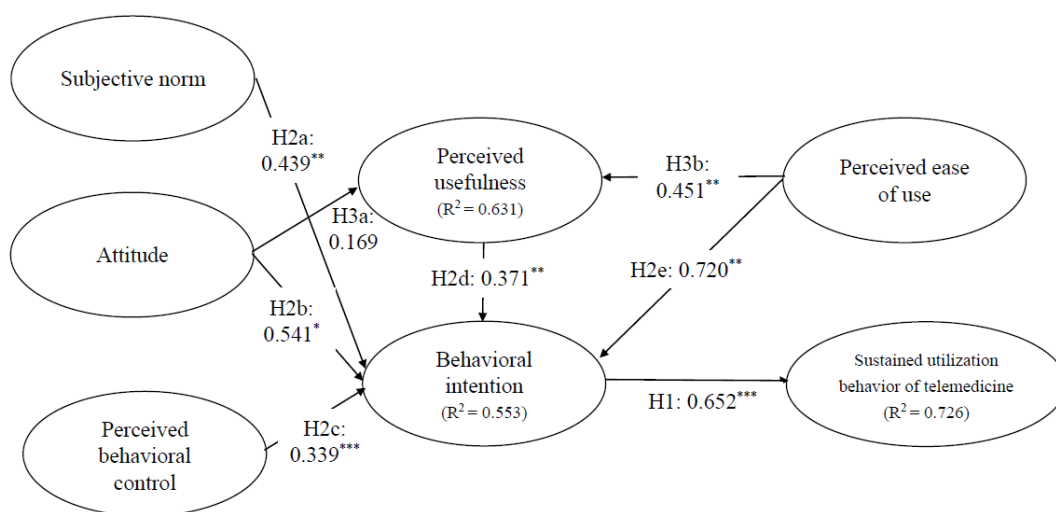 Subjective norm
H2a:
0.439**
Perceived
usefulness
(R² = 0.631)
H3b:
0.451**
Perceived ease
of use
Attitude
H3a:
0.169
H2d: 0.371**
H2e: 0.720**
H2b:
0.541*
Behavioral
intention
(R² = 0.553)
Sustained utilization
behavior of telemedicine
(R² = 0.726)
H1: 0.652***
Perceived
behavioral
control
H2c:
0.339***